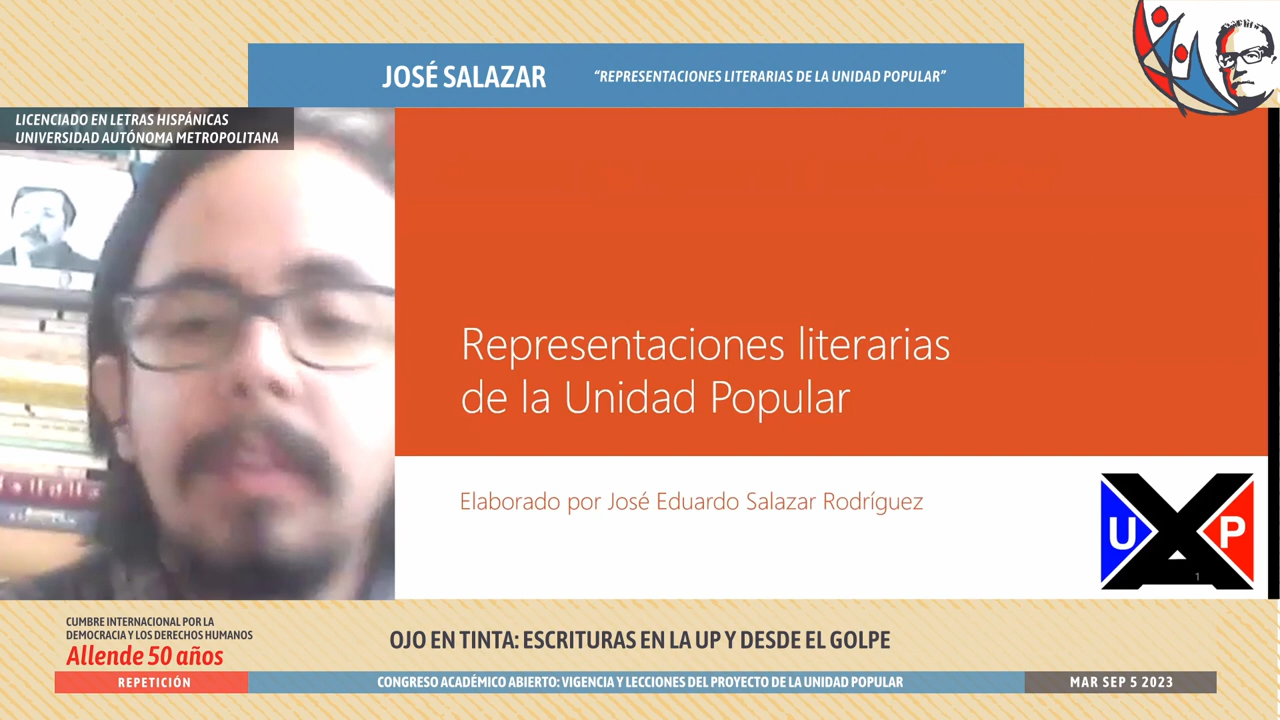 JOSÉ SALAZAR
“REPRESENTACIONES LITERARIAS DE LA UNIDAD POPULAR”
LICENCIADO EN LETRAS HISPÁNICAS
UNIVERSIDAD AUTÓNOMA METROPOLITANA
Representaciones literarias
de la Unidad Popular
Elaborado por José Eduardo Salazar Rodríguez
U P
1
CUMBRE INTERNACIONAL POR LA
DEMOCRACIA Y LOS DERECHOS HUMANOS
Allende 50 años
OJO EN TINTA: ESCRITURAS EN LA UP Y DESDE EL GOLPE
REPETICIÓN
CONGRESO ACADÉMICO ABIERTO: VIGENCIA Y LECCIONES DEL PROYECTO DE LA UNIDAD POPULAR
MAR SEP 5 2023